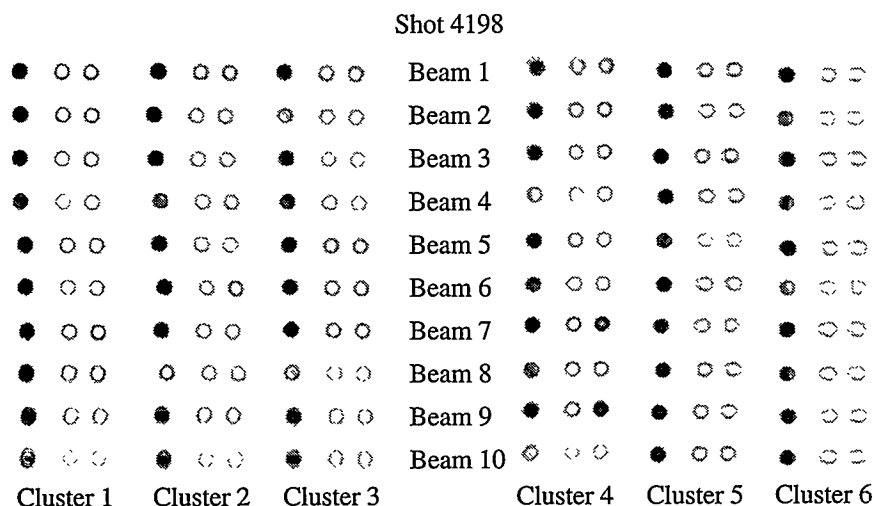 Shot 4198
Beam 1
Beam 2
Beam 3
Beam 4
Beam 5
Beam 6
Beam 7
Beam 8
Beam 9
Beam 10
Cluster 1 Cluster 2 Cluster 3 Cluster 4 Cluster 5 Cluster 6